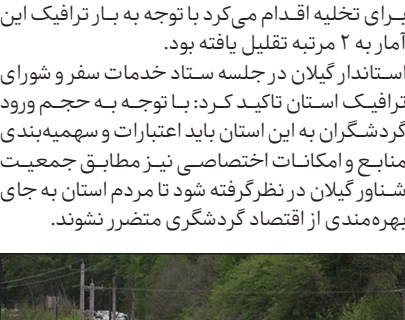 برای تخلیه اقدام می‌کرد با توجه به بار ترافیک این
آمار به ۲ مرتبه تقلیل یافته بود.
استاندار گیلان در جلسه ستاد خدمات سفر و شورای
ترافیک استان تاکید کرد: با توجه به حجم ورود
گردشگران به این استان باید اعتبارات و سهمیه‌بندی
منابع و امکانات اختصاصی نیز مطابق جمعیت
شناور گیلان در نظرگرفته شود تا مردم استان به جای
بهره‌مندی از اقتصاد گردشگری متضرر نشوند.